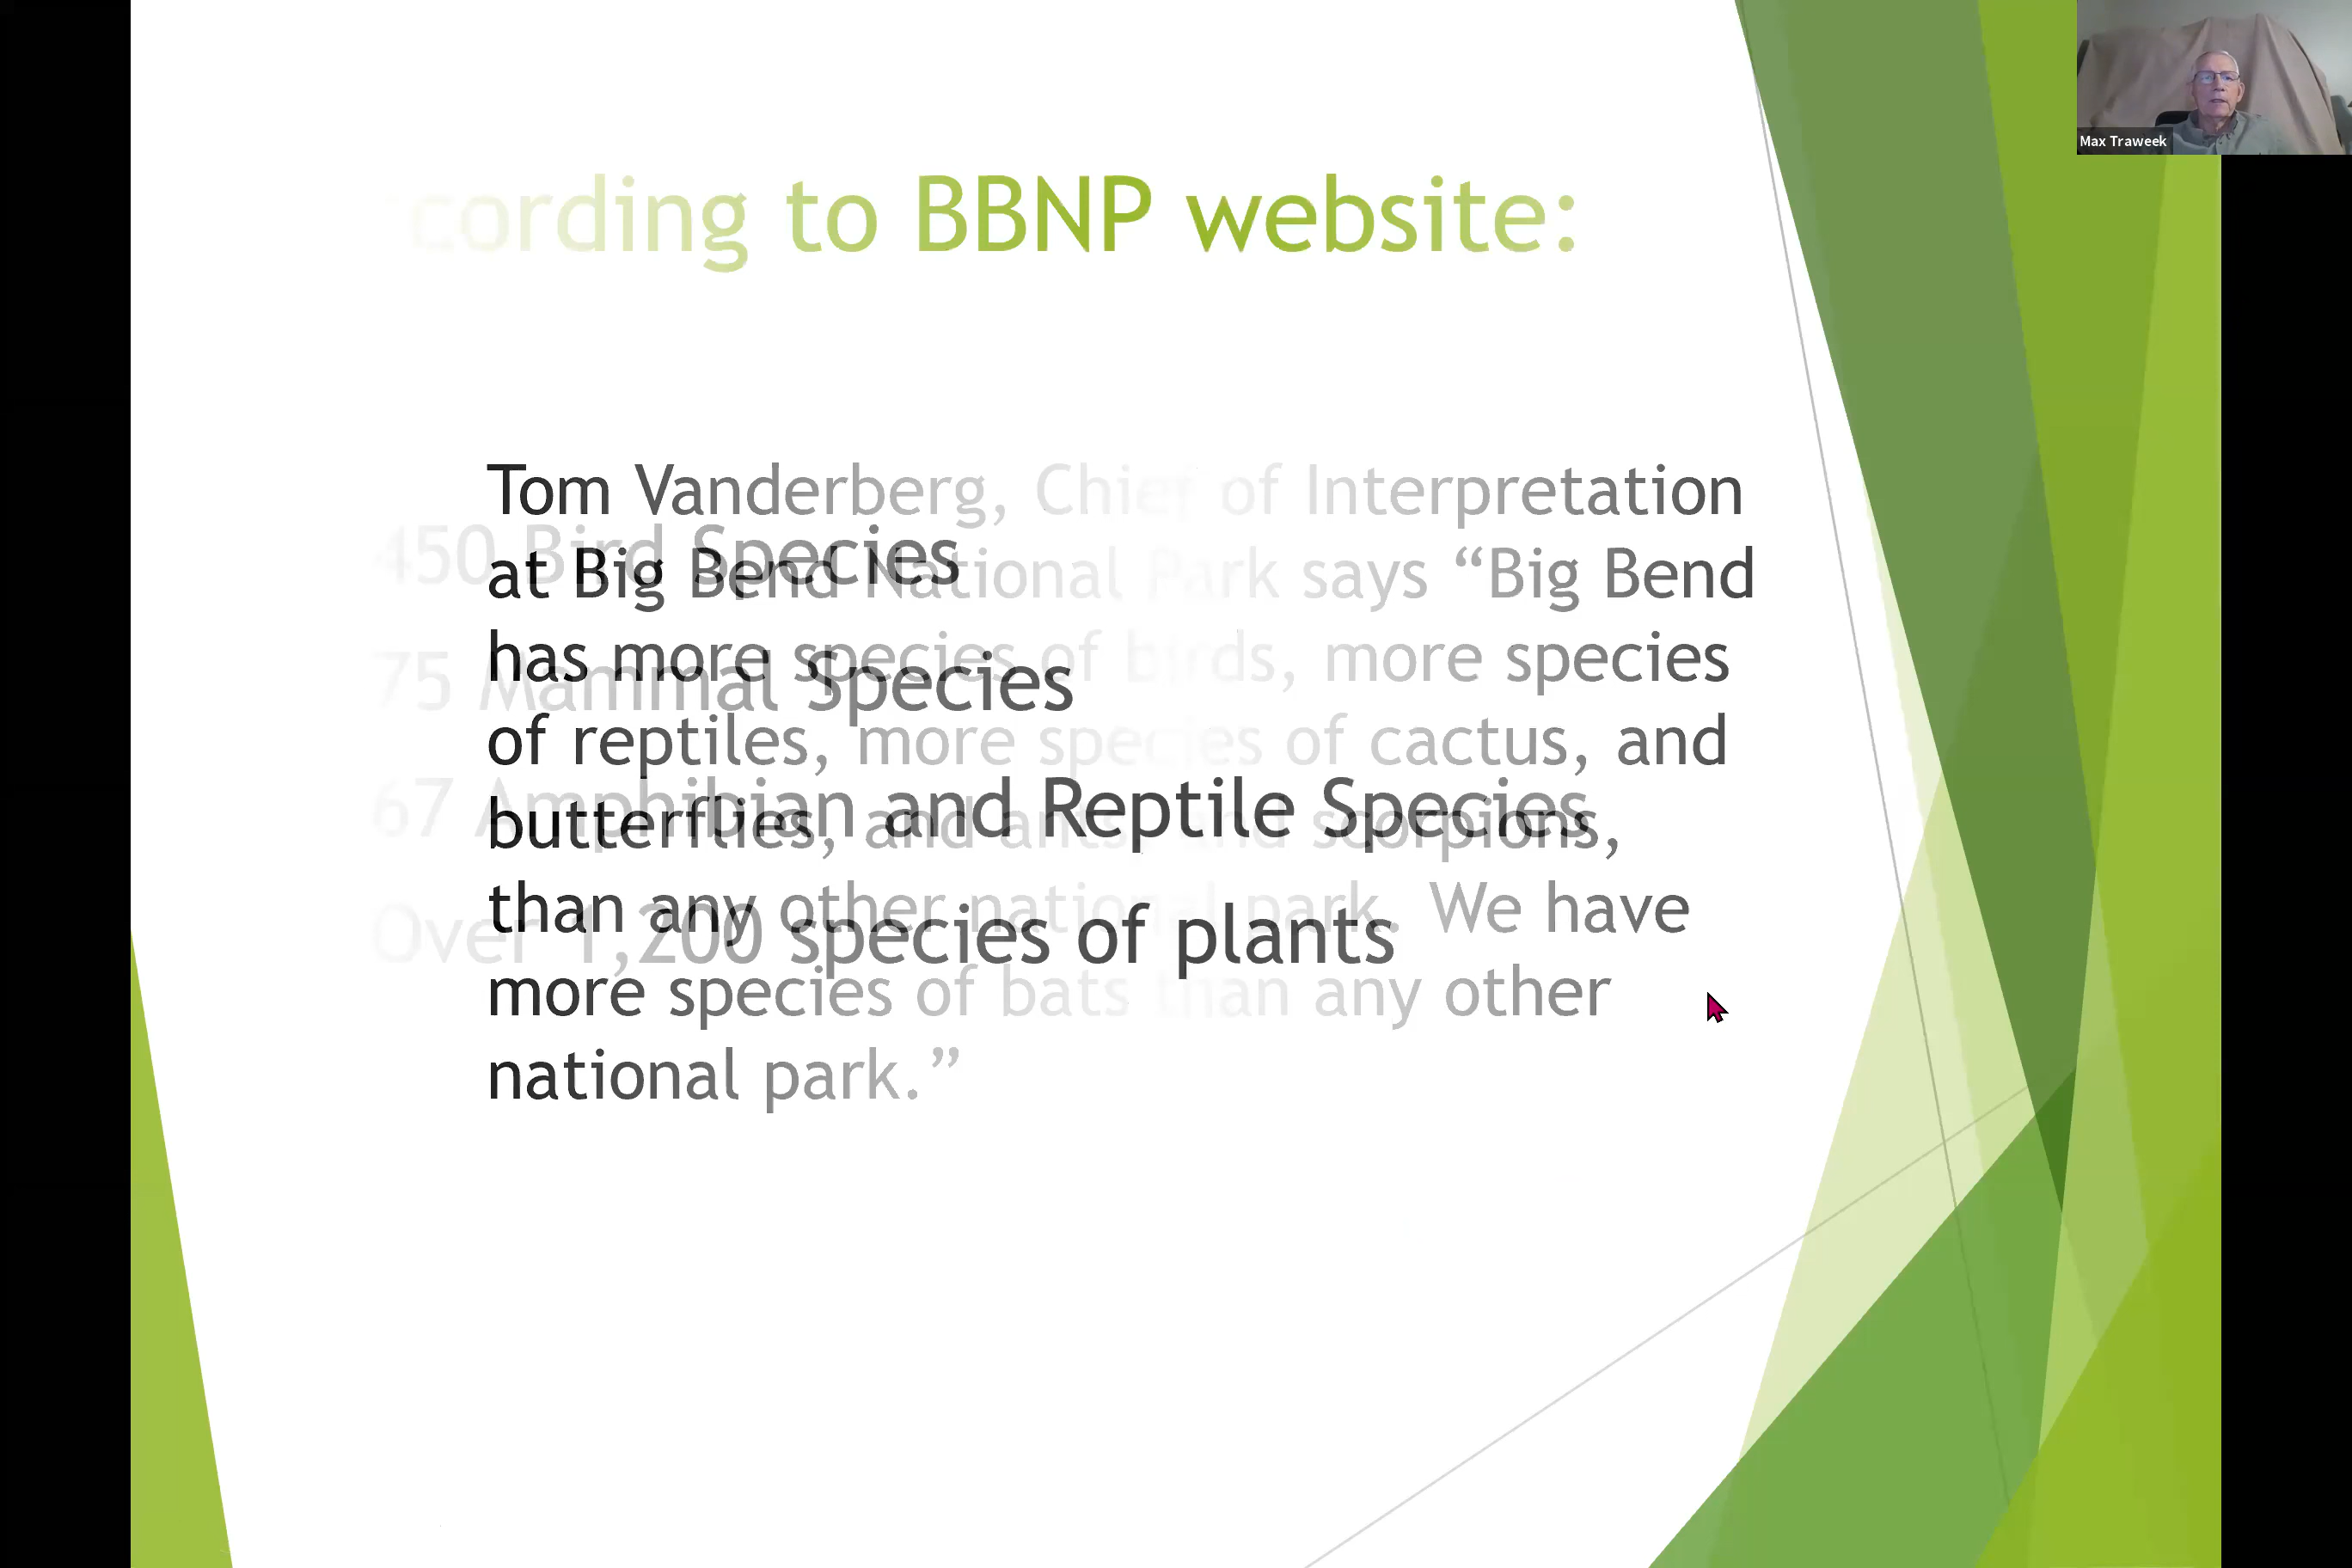 Max Traweek
cording to BBNP website:
Tom Vanderberg, Chief of Interpretation
450 Bird Species
at Big Bend National Park says “Big Bend
has more species of birds, more species
75 Mammal Species
of reptiles, more species of cactus, and
67 Amphibian and Reptile Species
butterflies, and ants, and scorpions,
than any other national park. We have
Over 1,200 species of plants
more species of bats than any other
national park.”